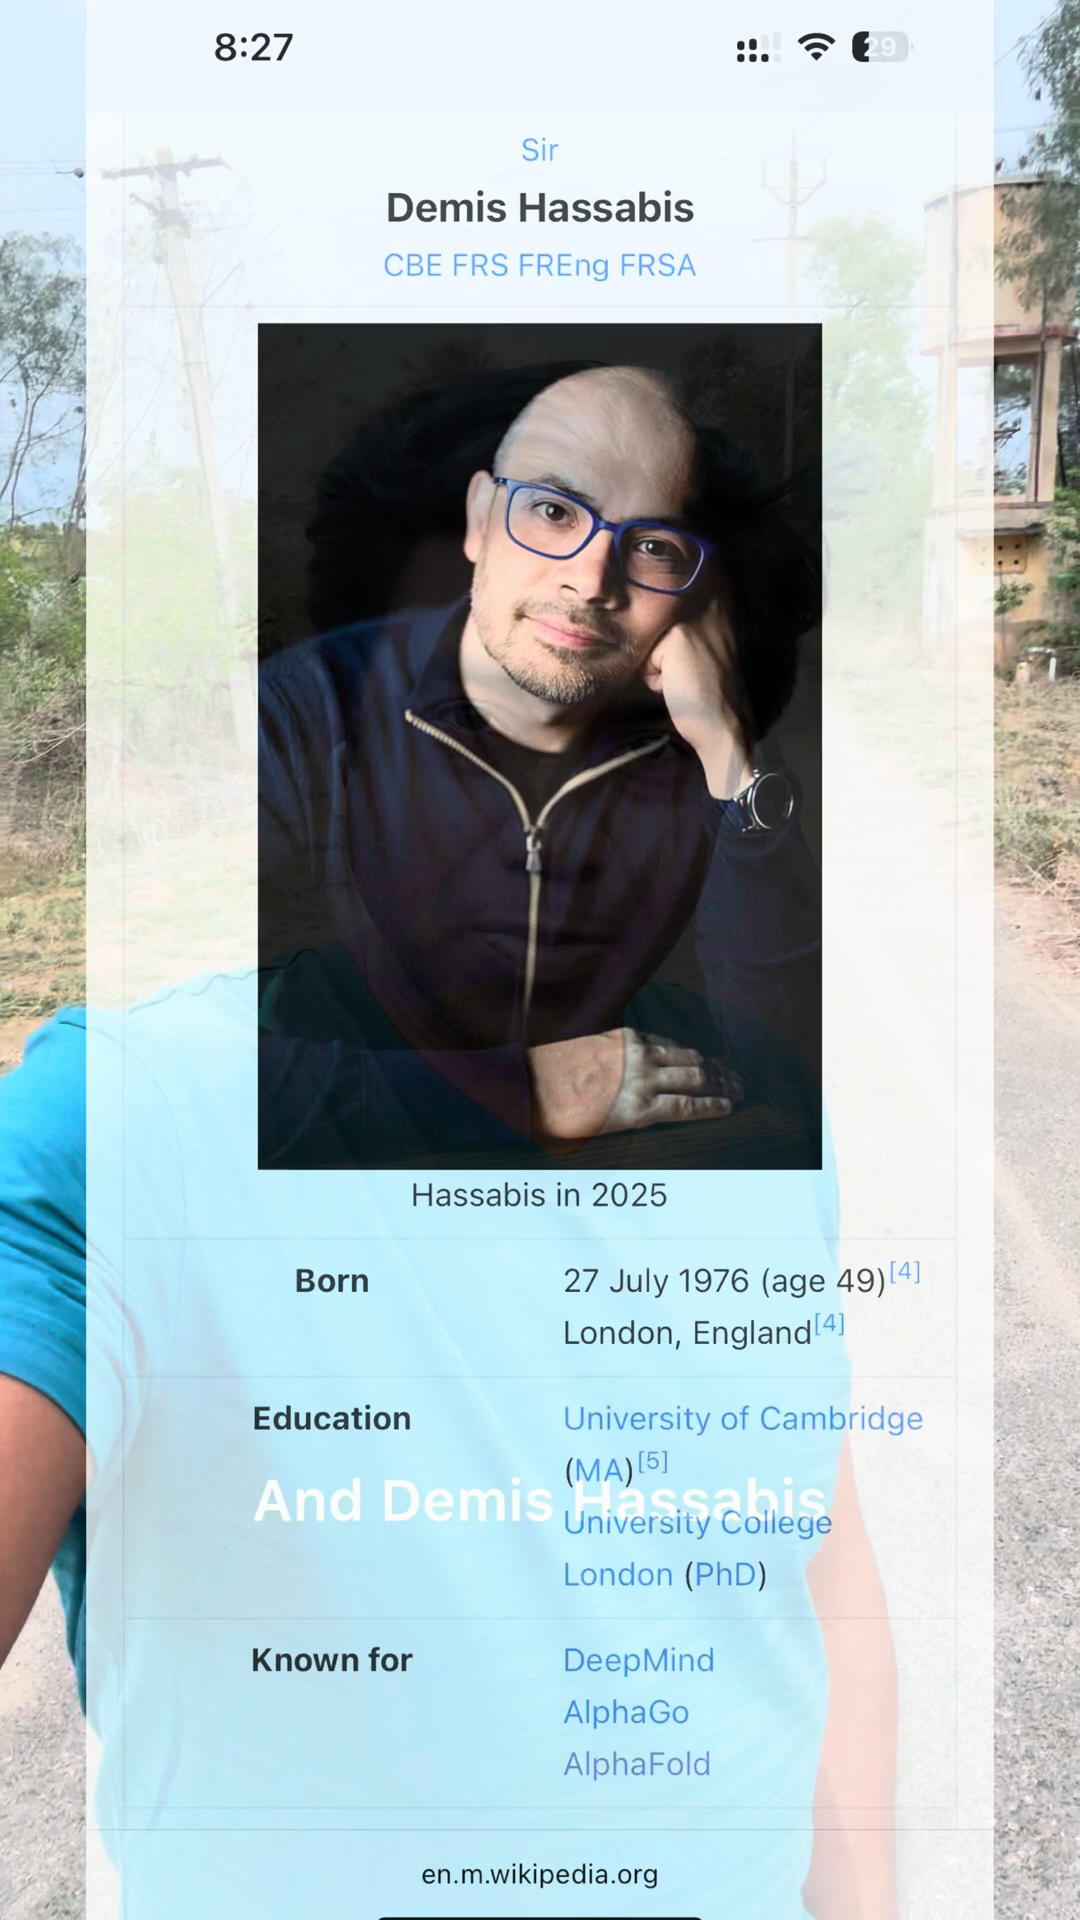 8:27
29
Sir
Demis Hassabis
CBE FRS FREng FRSA
Hassabis in 2025
Born
27 July 1976 (age 49)[4]
London, England[4]
Education
University of Cambridge
(MA)[5]
And Demis Hassabis
University College
London (PhD)
Known for
DeepMind
AlphaGo
AlphaFold
en.m.wikipedia.org